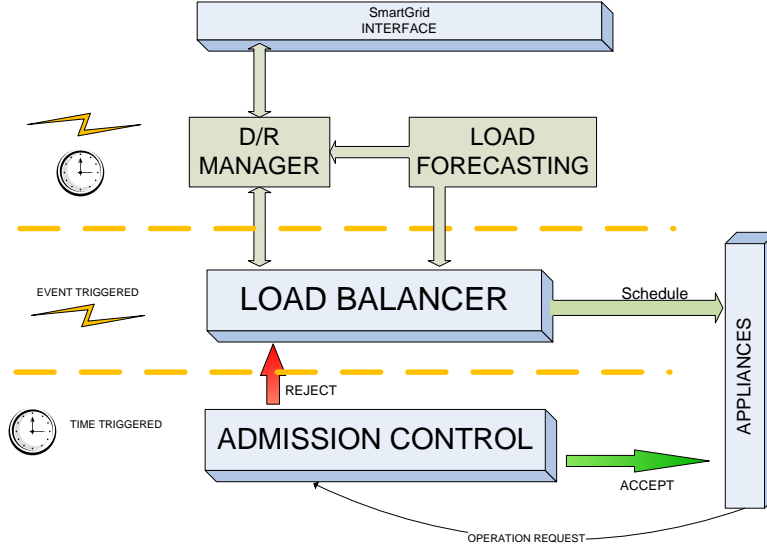 SmartGrid
INTERFACE
D/R
MANAGER
LOAD
FORECASTING
EVENT TRIGGERED
LOAD BALANCER
Schedule
REJECT
TIME TRIGGERED
ADMISSION CONTROL
ACCEPT
APPLIANCES
OPERATION REQUEST